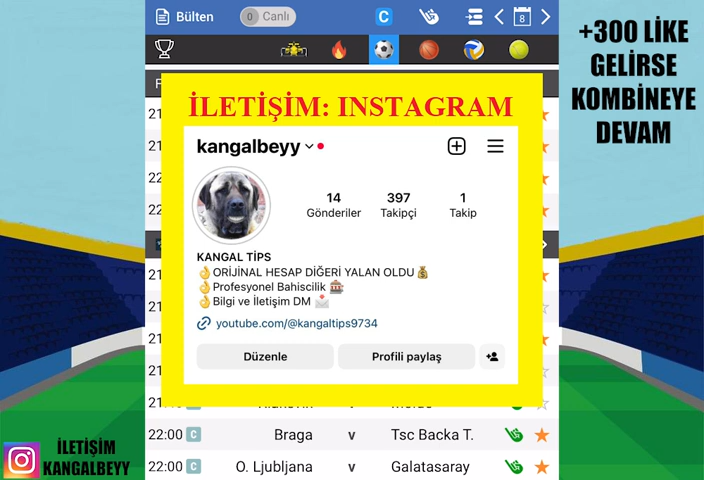 Bülten
0 Canlı
C
8
+300 LİKE
GELİRSE
KOMBİNEYE
DEVAM
İLETİŞİM: INSTAGRAM
kangalbeyy
14
Gönderiler
397
Takipçi
1
Takip
KANGAL TİPS
👌ORİJİNAL HESAP DİĞERİ YALAN OLDU💰
👌Profesyonel Bahiscilik 🎰
👌Bilgi ve İletişim DM 📩
youtube.com/@kangaltips9734
Düzenle
Profili paylaş
22:00 C Braga v Tsc Backa T.
22:00 C O. Ljubljana v Galatasaray
İLETİŞİM
KANGALBEYY